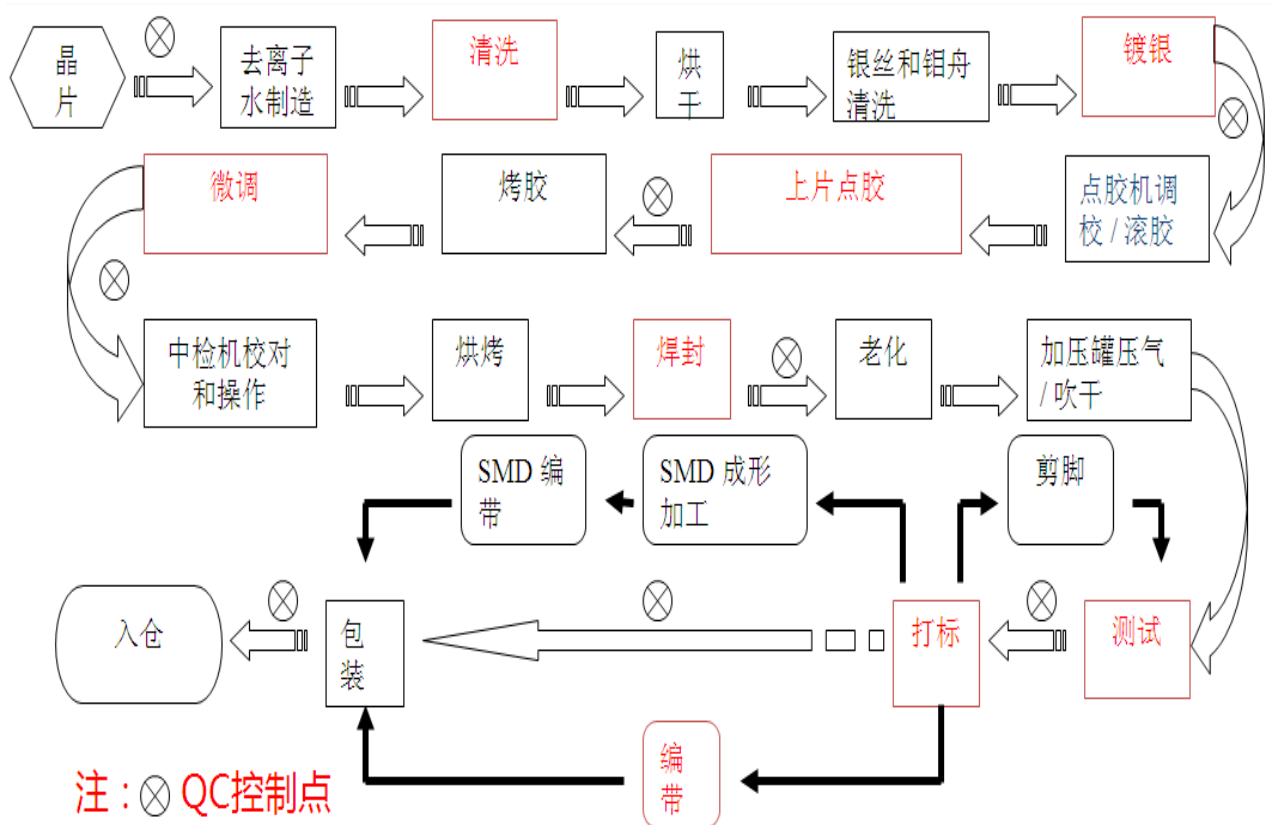 晶
片
去离子
水制造
清洗
烘
干
银丝和钼舟
清洗
镀银
微调
烤胶
上片点胶
点胶机调
校 / 滚胶
中检机校对
和操作
烘烤
焊封
老化
加压罐压气
/ 吹干
SMD 编
带
SMD 成形
加工
剪脚
入仓
包
装
打标
测试
编
带
注：⊗ QC控制点